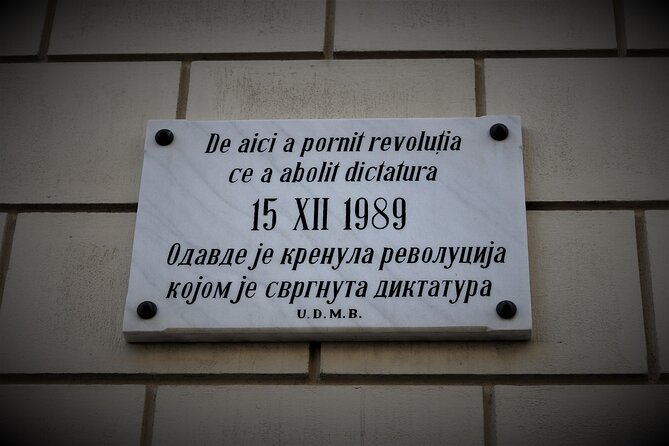 De aici a pornit revoluția
ce a abolit dictatura
15 XII 1989
Одавде је кренула револуција
којом је свргнута диктатура
U.D.M.B.